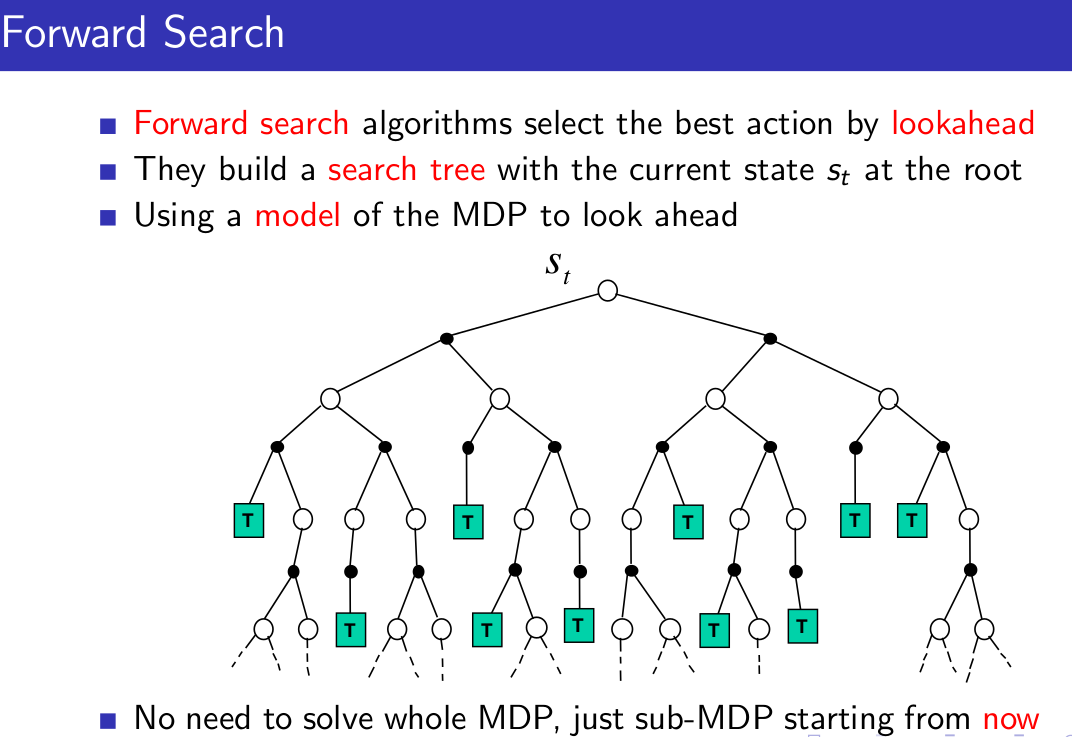 Forward Search
Forward search algorithms select the best action by lookahead
They build a search tree with the current state s_t at the root
Using a model of the MDP to look ahead
s_t
T T T T T
T T T T T
No need to solve whole MDP, just sub-MDP starting from now